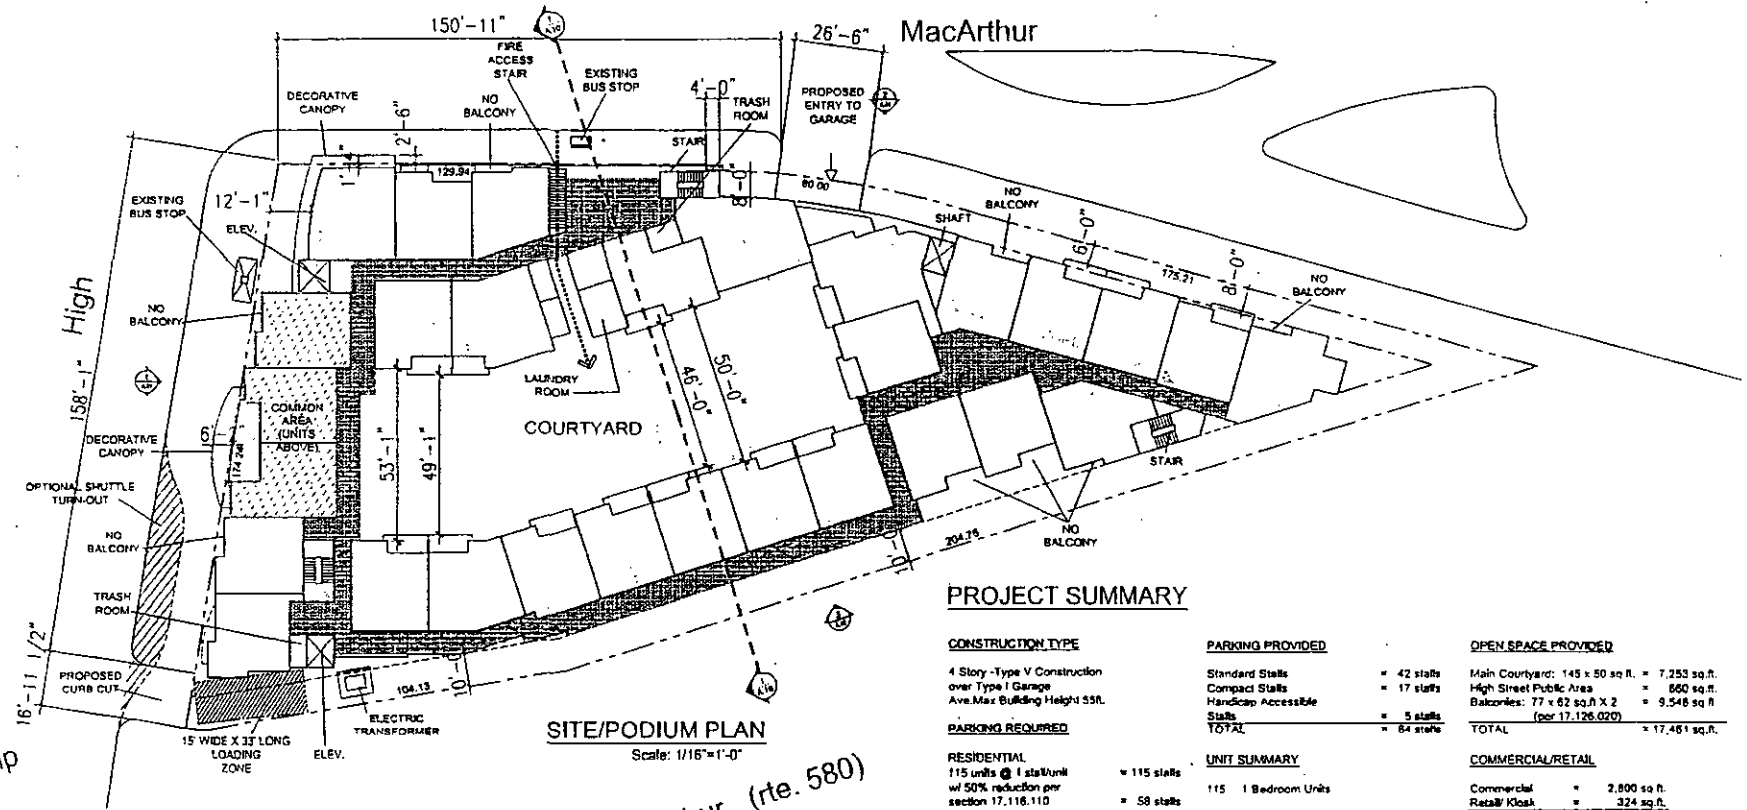 150'-11"
26'-6"
MacArthur
FIRE
ACCESS
STAIR
EXISTING
BUS STOP
4'-0"
TRASH
ROOM
PROPOSED
ENTRY TO
GARAGE
DECORATIVE
CANOPY
NO
BALCONY
2'-6"
STAIR
1'-4"
129.94
8'-0"
80.00
EXISTING
BUS STOP
12'-1"
ELEV.
SHAFT
NO
BALCONY
6'-0"
175.21
8'-0"
NO
BALCONY
High
158'-1"
NO
BALCONY
LAUNDRY
ROOM
46'-0"
50'-0"
COMMON
AREA
(UNITS
ABOVE)
COURTYARD
53'-1"
49'-1"
DECORATIVE
CANOPY
174.24
OPTIONAL SHUTTLE
TURN-OUT
NO
BALCONY
STAIR
NO
BALCONY
204.76
10'-0"
TRASH
ROOM
16'-11 1/2"
PROPOSED
CURB CUT
104.13
10'-0"
15' WIDE X 33' LONG
LOADING
ZONE
ELEV.
ELECTRIC
TRANSFORMER
SITE/PODIUM PLAN
Scale: 1/16"=1'-0"
(rte. 580)
PROJECT SUMMARY
CONSTRUCTION TYPE
4 Story -Type V Construction
over Type I Garage
Ave.Max Building Height 55ft.
PARKING REQUIRED
RESIDENTIAL
115 units @ 1 stall/unit = 115 stalls
w/ 50% reduction per
section 17.116.110 = 58 stalls
PARKING PROVIDED
Standard Stalls = 42 stalls
Compact Stalls = 17 stalls
Handicap Accessible
Stalls = 5 stalls
TOTAL = 64 stalls
UNIT SUMMARY
115 1 Bedroom Units
OPEN SPACE PROVIDED
Main Courtyard: 145 x 50 sq ft. = 7,253 sq.ft.
High Street Public Area = 660 sq.ft.
Balconies: 77 x 62 sq.ft X 2 = 9,548 sq ft
(per 17.126.020)
TOTAL = 17,461 sq.ft.
COMMERCIAL/RETAIL
Commercial = 2,800 sq ft.
Retail/ Kiosk = 324 sq.ft.